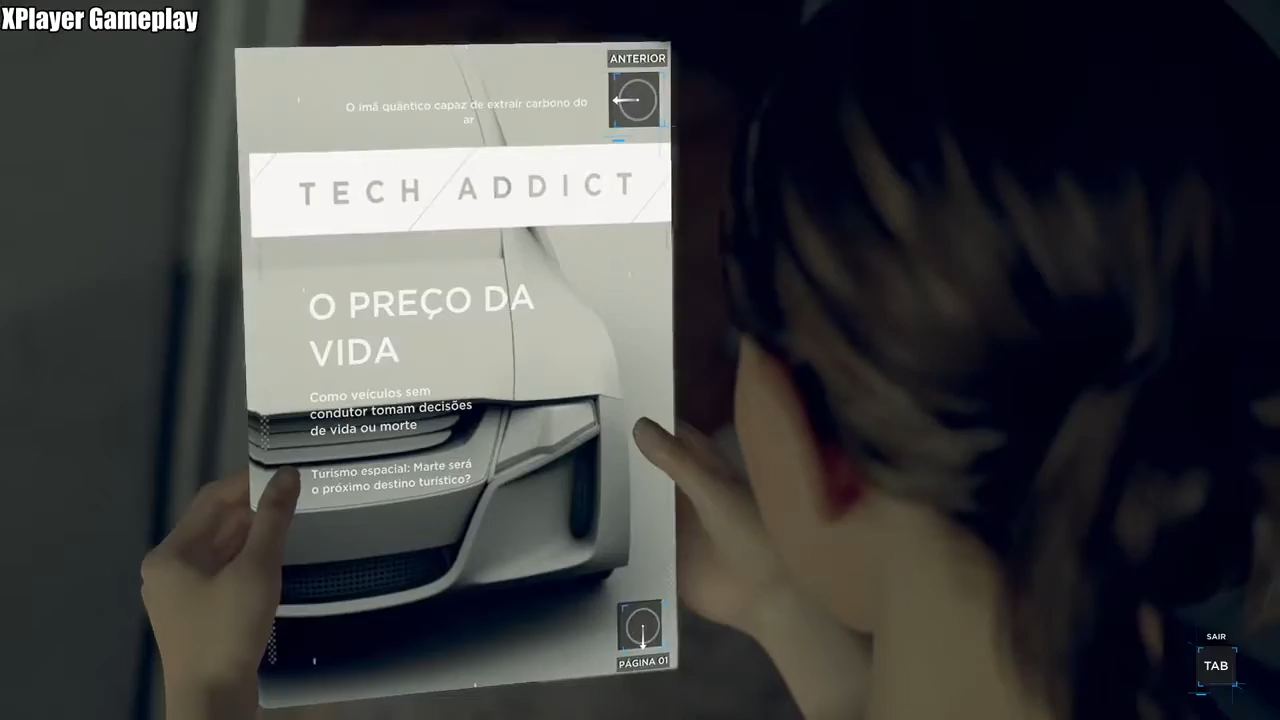 XPlayer Gameplay
ANTERIOR
O imã quântico capaz de extrair carbono do
ar
TECH ADDICT
O PREÇO DA
VIDA
Como veículos sem
condutor tomam decisões
de vida ou morte
Turismo espacial: Marte será
o próximo destino turístico?
PÁGINA 01
SAIR
TAB